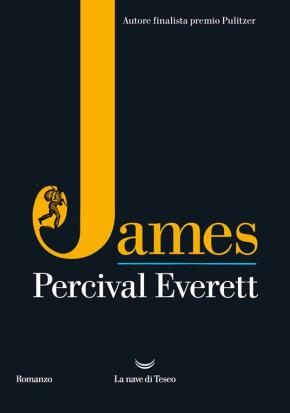 Autore finalista premio Pulitzer
James
Percival Everett
Romanzo
La nave di Teseo